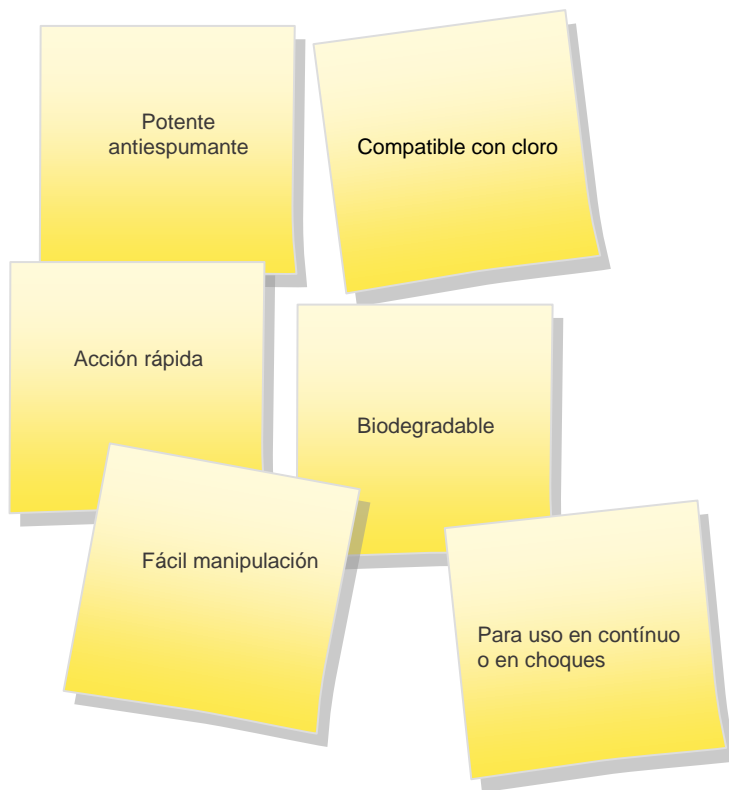 Potente
antiespumante
Compatible con cloro
Acción rápida
Biodegradable
Fácil manipulación
Para uso en contínuo
o en choques